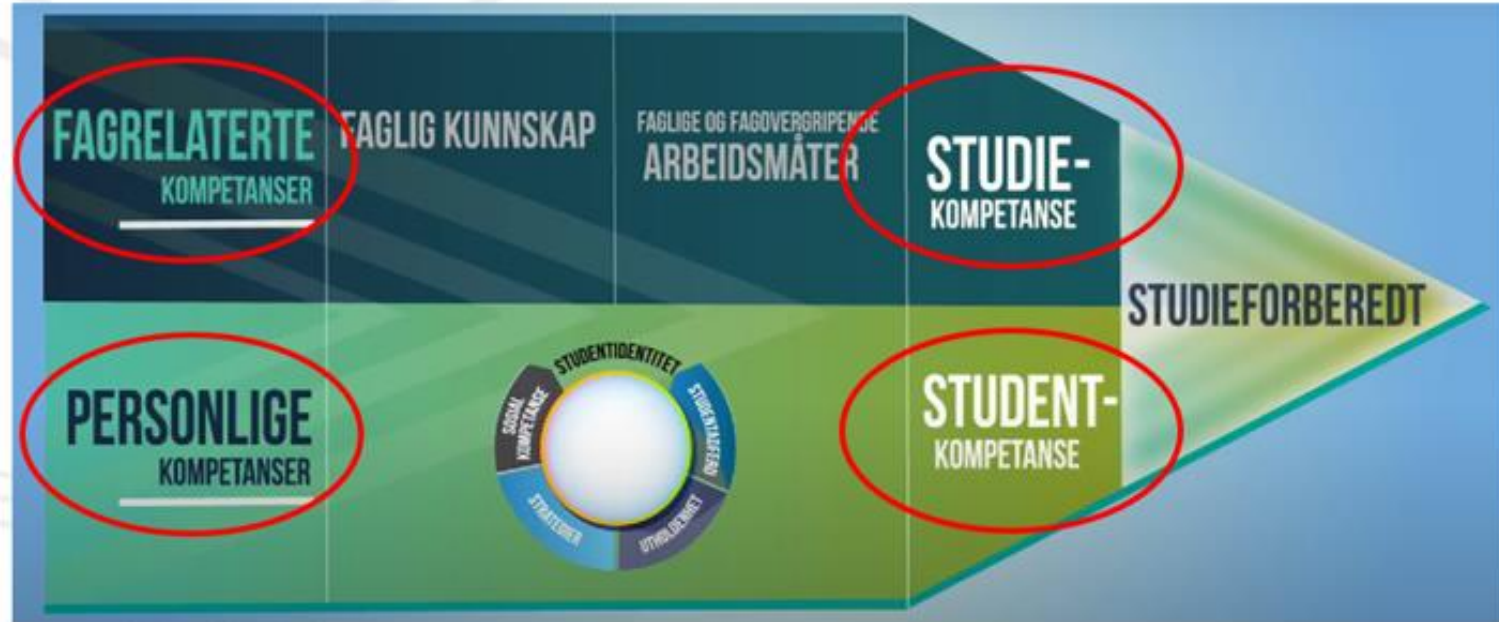 FAGRELATERTE
KOMPETANSER
FAGLIG KUNNSKAP
FAGLIGE OG FAGOVERGRIPENDE
ARBEIDSMÅTER
STUDIE-
KOMPETANSE
STUDIEFORBEREDT
PERSONLIGE
KOMPETANSER
STUDENTIDENTITET
SOSIAL
KOMPETANSE
STUDENTADFERD
STRATEGIER
UTHOLDENHET
STUDENT-
KOMPETANSE